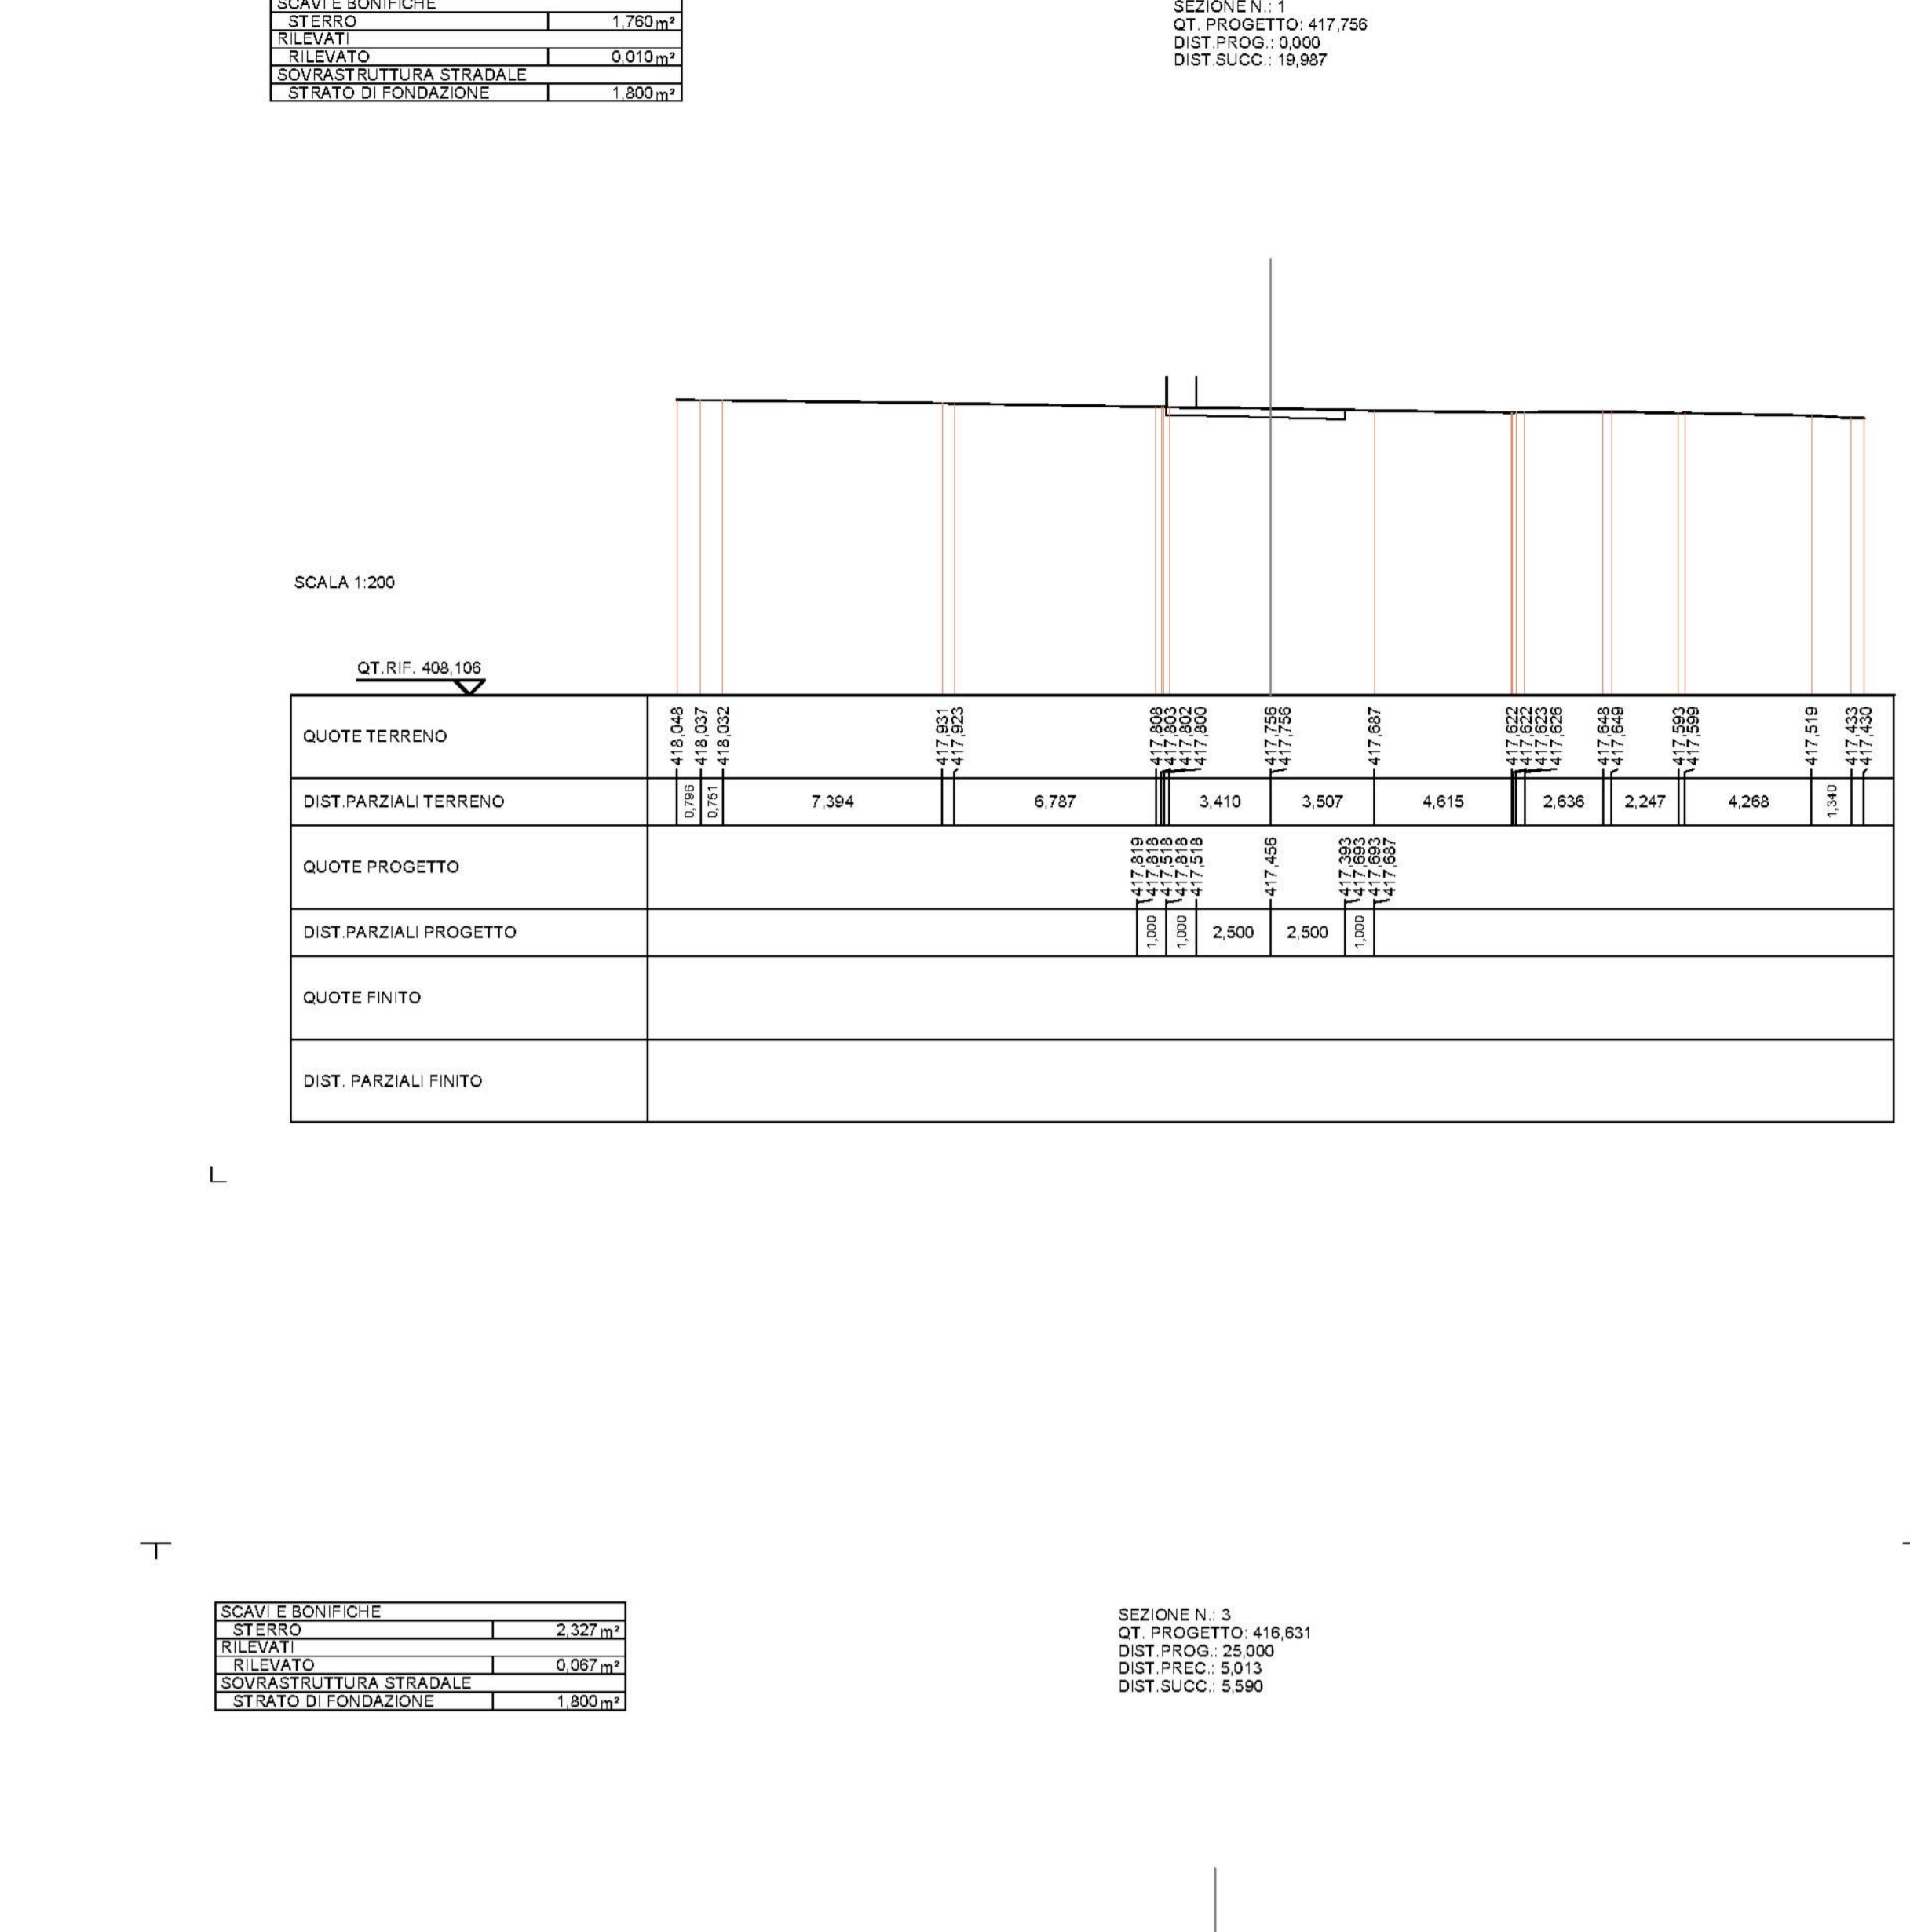 SCAVI E BONIFICHE
STERRO 1,760 m²
RILEVATI
RILEVATO 0,010 m²
SOVRASTRUTTURA STRADALE
STRATO DI FONDAZIONE 1,800 m²
SEZIONE N.: 1
QT. PROGETTO: 417,756
DIST.PROG.: 0,000
DIST.SUCC.: 19,987
SCALA 1:200
QT.RIF. 408,106
QUOTE TERRENO 418,048 418,037 418,032 417,931 417,923 417,808 417,803 417,802 417,800 417,756 417,756 417,687 417,622 417,622 417,623 417,626 417,648 417,649 417,593 417,599 417,519 417,433 417,430
DIST.PARZIALI TERRENO 0,796 0,751 7,394 6,787 3,410 3,507 4,615 2,636 2,247 4,268 1,340
QUOTE PROGETTO 417,819 417,818 417,518 417,818 417,518 417,456 417,393 417,693 417,693 417,687
DIST.PARZIALI PROGETTO 1,000 1,000 2,500 2,500 1,000
QUOTE FINITO
DIST. PARZIALI FINITO
SCAVI E BONIFICHE
STERRO 2,327 m²
RILEVATI
RILEVATO 0,067 m²
SOVRASTRUTTURA STRADALE
STRATO DI FONDAZIONE 1,800 m²
SEZIONE N.: 3
QT. PROGETTO: 416,631
DIST.PROG.: 25,000
DIST.PREC.: 5,013
DIST.SUCC.: 5,590